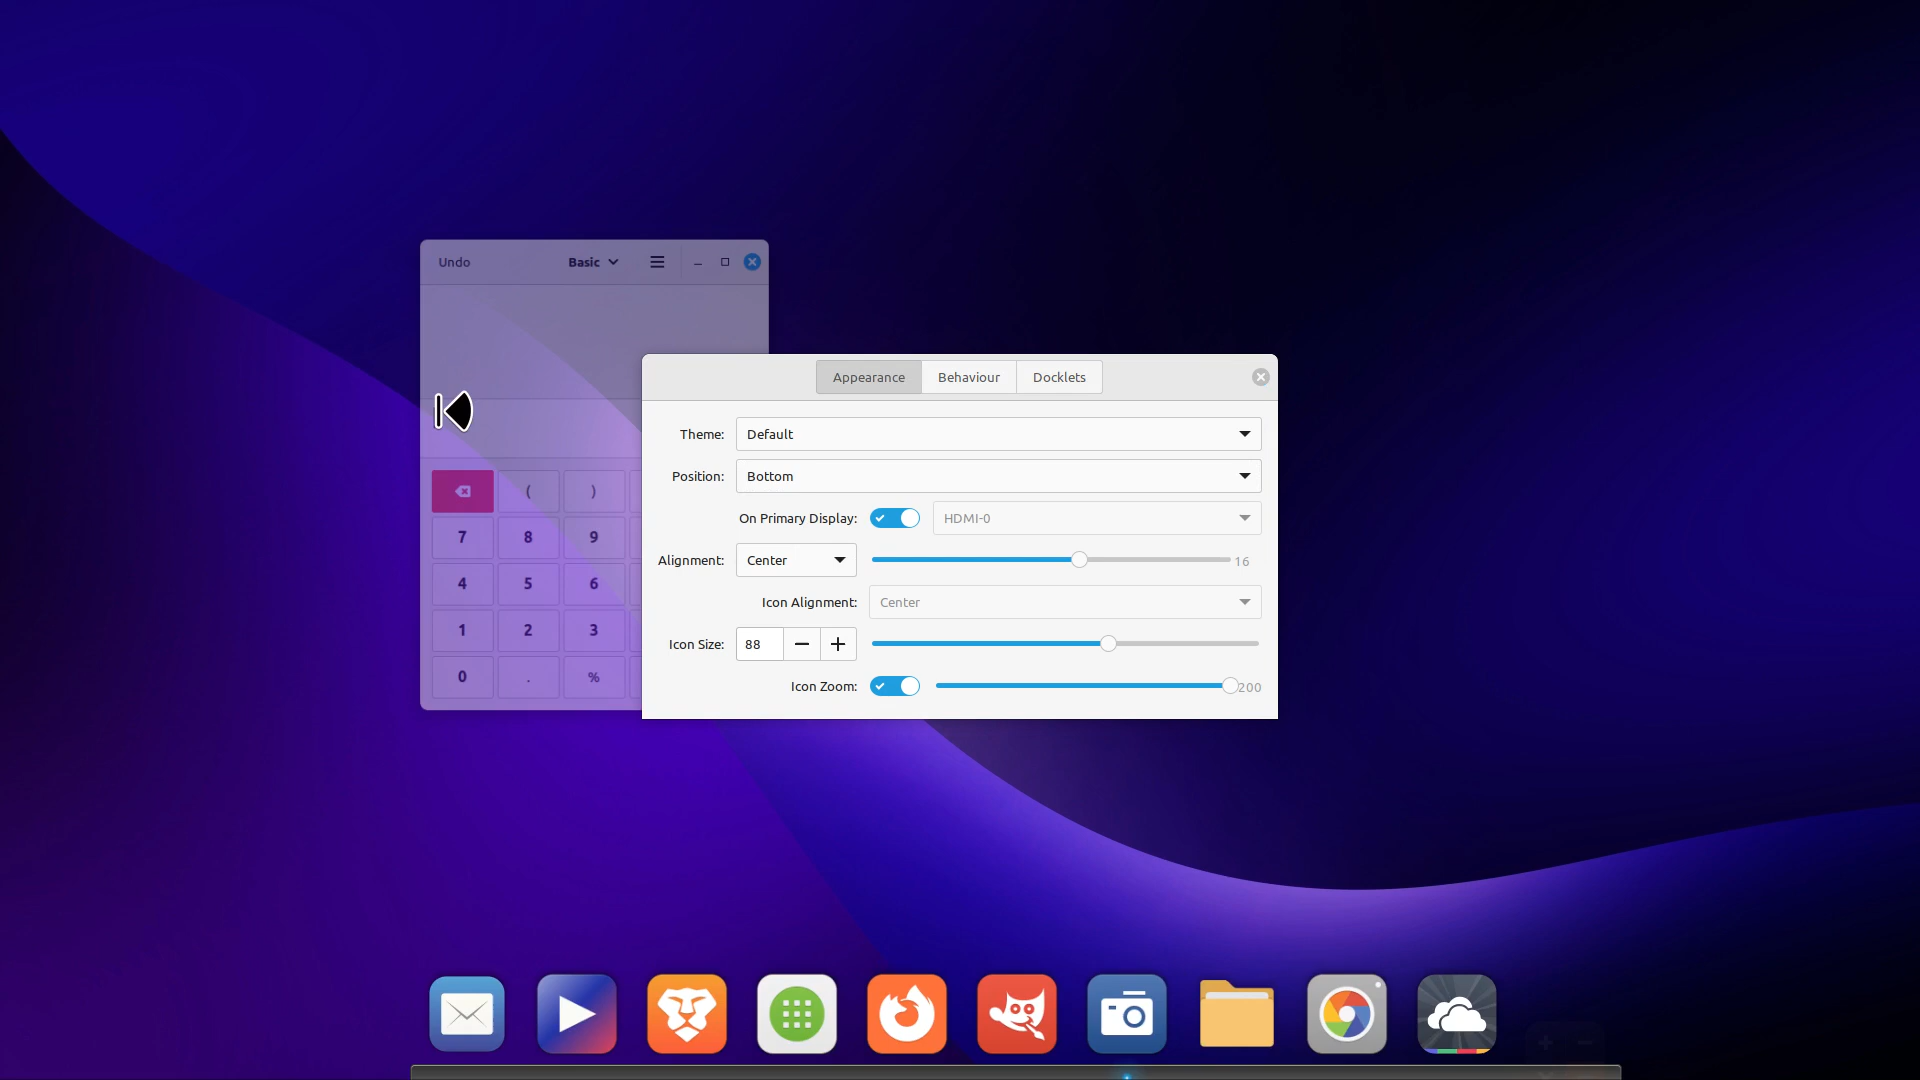 Undo
Basic
Appearance
Behaviour
Docklets
Theme:
Default
Position:
Bottom
On Primary Display:
HDMI-0
Alignment:
Center
16
Icon Alignment:
Center
Icon Size:
88
Icon Zoom:
200
( )
7 8 9
4 5 6
1 2 3
0 . %